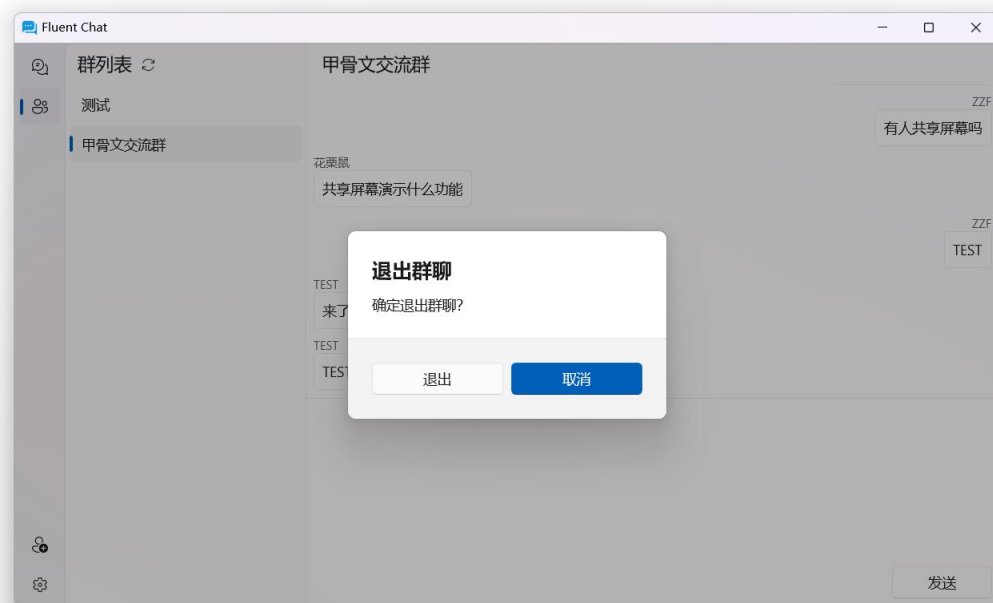 Fluent Chat
群列表
测试
甲骨文交流群
甲骨文交流群
ZZF
有人共享屏幕吗
花栗鼠
共享屏幕演示什么功能
ZZF
TEST
TEST
来了
TEST
TEST
退出群聊
确定退出群聊?
退出
取消
发送